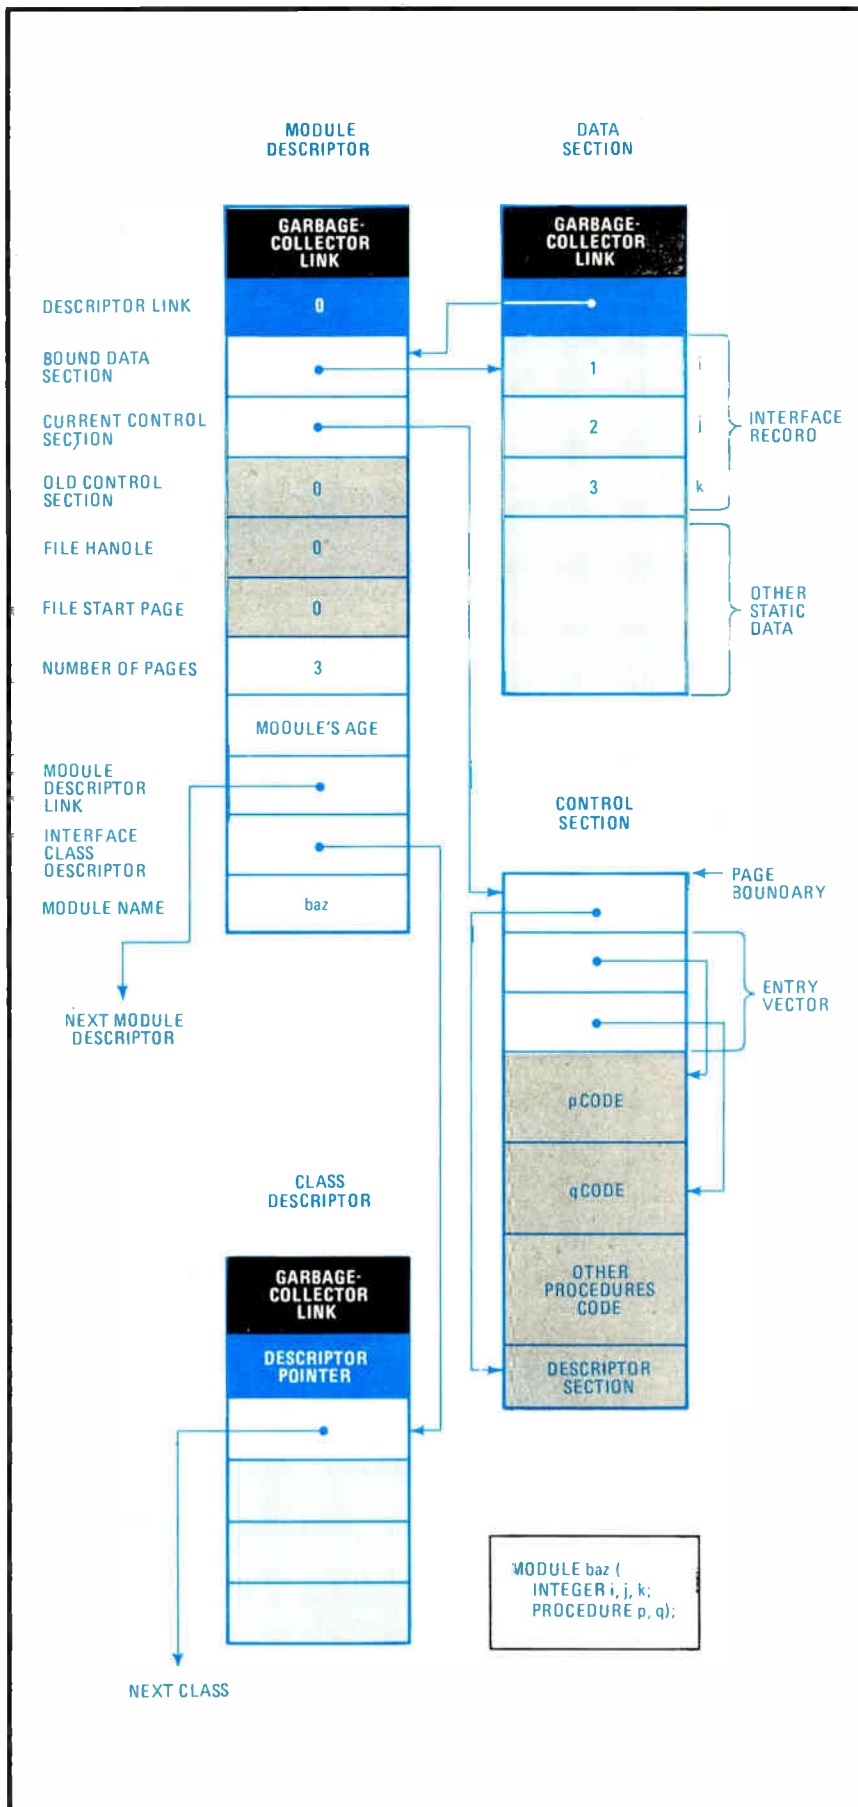 MODULE
DESCRIPTOR
DATA
SECTION
GARBAGE-
COLLECTOR
LINK
GARBAGE-
COLLECTOR
LINK
DESCRIPTOR LINK
0
BOUND DATA
SECTION
1
i
CURRENT CONTROL
SECTION
2
j
INTERFACE
RECORD
OLD CONTROL
SECTION
0
3
k
FILE HANDLE
0
FILE START PAGE
0
OTHER
STATIC
DATA
NUMBER OF PAGES
3
MODULE'S AGE
MODULE
DESCRIPTOR
LINK
INTERFACE
CLASS
DESCRIPTOR
MODULE NAME
baz
NEXT MODULE
DESCRIPTOR
CONTROL
SECTION
PAGE
BOUNDARY
ENTRY
VECTOR
pCODE
qCODE
OTHER
PROCEDURES
CODE
DESCRIPTOR
SECTION
CLASS
DESCRIPTOR
GARBAGE-
COLLECTOR
LINK
DESCRIPTOR
POINTER
NEXT CLASS
MODULE baz (
INTEGER i, j, k;
PROCEDURE p, q);